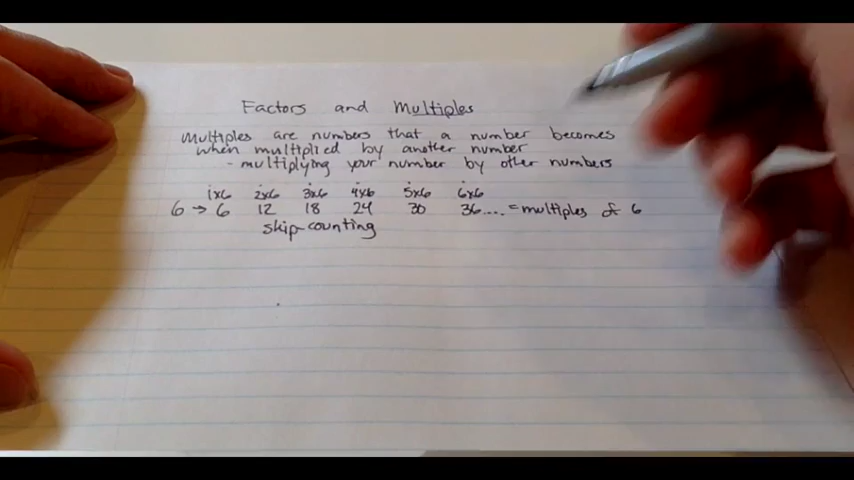 Factors and Multiples
Multiples are numbers that a number becomes
when multiplied by another number
- multiplying your number by other numbers
1x6 2x6 3x6 4x6 5x6 6x6
6 → 6 12 18 24 30 36.... = multiples of 6
skip-counting